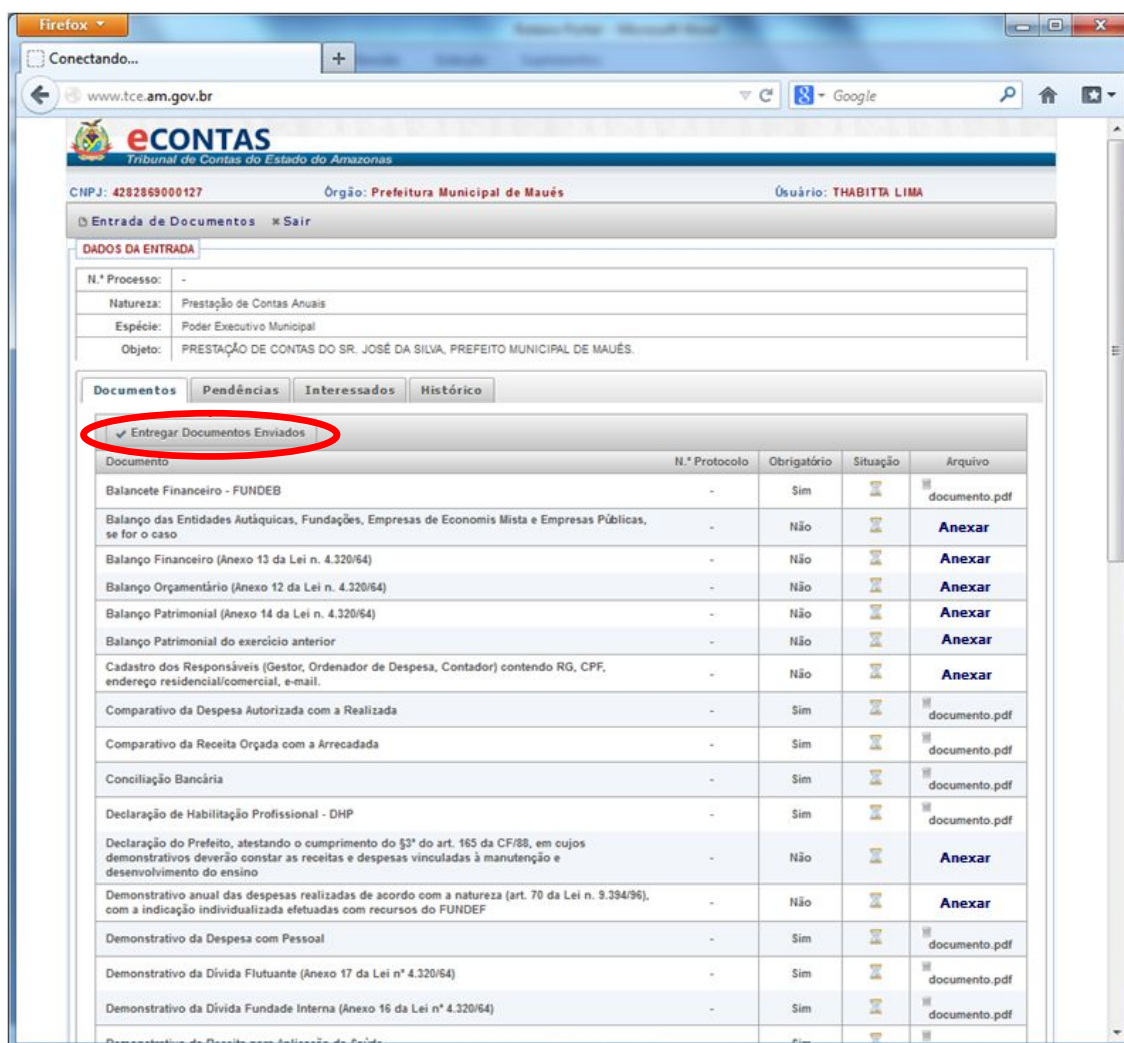 Firefox
Conectando...
www.tce.am.gov.br
Google
eCONTAS
Tribunal de Contas do Estado do Amazonas
CNPJ: 4282869000127 Órgão: Prefeitura Municipal de Maués Úsuário: THABITTA LIMA
Entrada de Documentos Sair
DADOS DA ENTRADA
N.º Processo: -
Natureza: Prestação de Contas Anuais
Espécie: Poder Executivo Municipal
Objeto: PRESTAÇÃO DE CONTAS DO SR. JOSÉ DA SILVA, PREFEITO MUNICIPAL DE MAUÉS.
Documentos Pendências Interessados Histórico
Entregar Documentos Enviados
Documento N.º Protocolo Obrigatório Situação Arquivo
Balancete Financeiro - FUNDEB - Sim documento.pdf
Balanço das Entidades Autáquicas, Fundações, Empresas de Economis Mista e Empresas Públicas,
se for o caso - Não Anexar
Balanço Financeiro (Anexo 13 da Lei n. 4.320/64) - Não Anexar
Balanço Orçamentário (Anexo 12 da Lei n. 4.320/64) - Não Anexar
Balanço Patrimonial (Anexo 14 da Lei n. 4.320/64) - Não Anexar
Balanço Patrimonial do exercício anterior - Não Anexar
Cadastro dos Responsáveis (Gestor, Ordenador de Despesa, Contador) contendo RG, CPF,
endereço residencial/comercial, e-mail. - Não Anexar
Comparativo da Despesa Autorizada com a Realizada - Sim documento.pdf
Comparativo da Receita Orçada com a Arrecadada - Sim documento.pdf
Conciliação Bancária - Sim documento.pdf
Declaração de Habilitação Profissional - DHP - Sim documento.pdf
Declaração do Prefeito, atestando o cumprimento do §3º do art. 165 da CF/88, em cujos
demonstrativos deverão constar as receitas e despesas vinculadas à manutenção e
desenvolvimento do ensino - Não Anexar
Demonstrativo anual das despesas realizadas de acordo com a natureza (art. 70 da Lei n. 9.394/96),
com a indicação individualizada efetuadas com recursos do FUNDEF - Não Anexar
Demonstrativo da Despesa com Pessoal - Sim documento.pdf
Demonstrativo da Dívida Flutuante (Anexo 17 da Lei nº 4.320/64) - Sim documento.pdf
Demonstrativo da Dívida Fundade Interna (Anexo 16 da Lei nº 4.320/64) - Sim documento.pdf